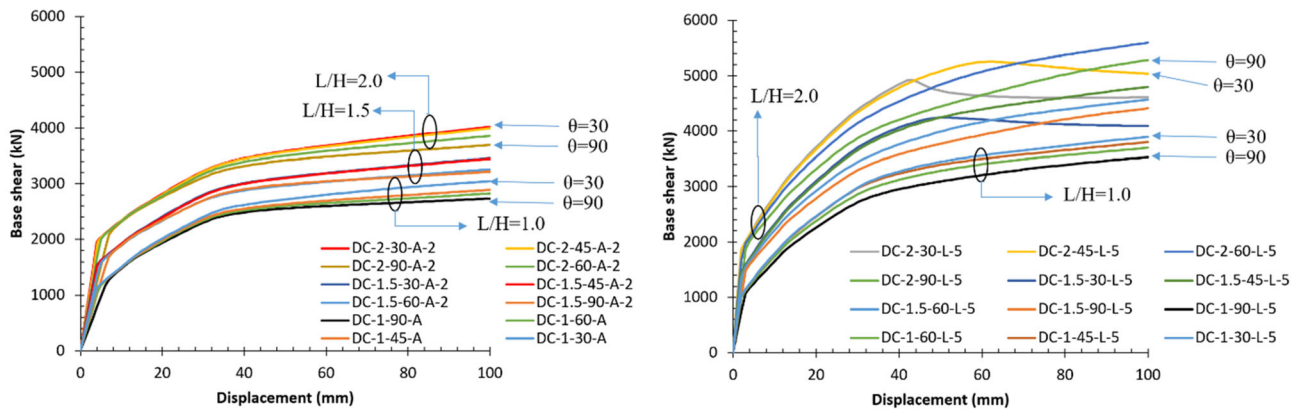 6000
5000
4000
3000
2000
1000
0
Base shear (kN)
0 20 40 60 80 100
Displacement (mm)
L/H=2.0
L/H=1.5
θ=30
θ=90
θ=30
θ=90
L/H=1.0
DC-2-30-A-2 DC-2-45-A-2
DC-2-90-A-2 DC-2-60-A-2
DC-1.5-30-A-2 DC-1.5-45-A-2
DC-1.5-60-A-2 DC-1.5-90-A-2
DC-1-90-A DC-1-60-A
DC-1-45-A DC-1-30-A
6000
5000
4000
3000
2000
1000
0
Base shear (kN)
0 20 40 60 80 100
Displacement (mm)
L/H=2.0
θ=90
θ=30
θ=30
θ=90
L/H=1.0
DC-2-30-L-5 DC-2-45-L-5 DC-2-60-L-5
DC-2-90-L-5 DC-1.5-30-L-5 DC-1.5-45-L-5
DC-1.5-60-L-5 DC-1.5-90-L-5 DC-1-90-L-5
DC-1-60-L-5 DC-1-45-L-5 DC-1-30-L-5